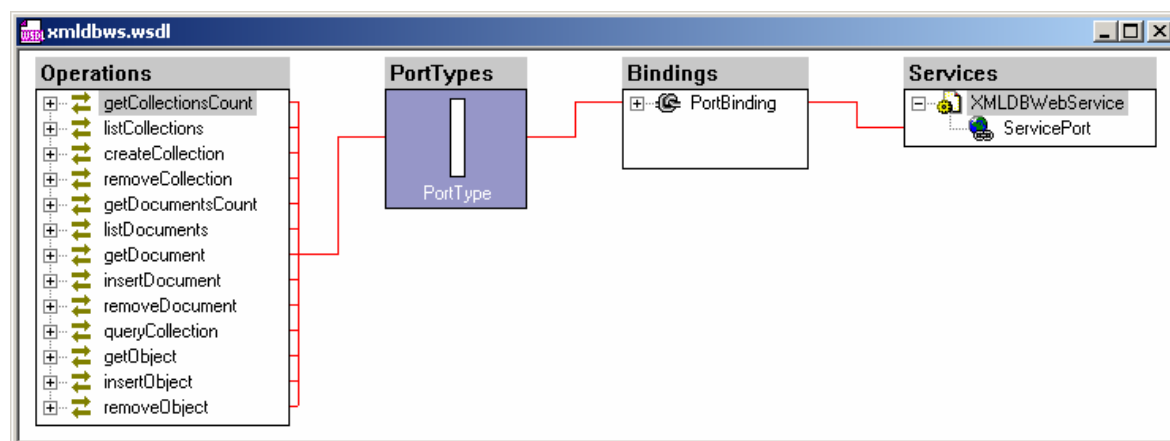 xmldbws.wsdl
Operations
getCollectionsCount
listCollections
createCollection
removeCollection
getDocumentsCount
listDocuments
getDocument
insertDocument
removeDocument
queryCollection
getObject
insertObject
removeObject
PortTypes
PortType
Bindings
PortBinding
Services
XMLDBWebService
ServicePort